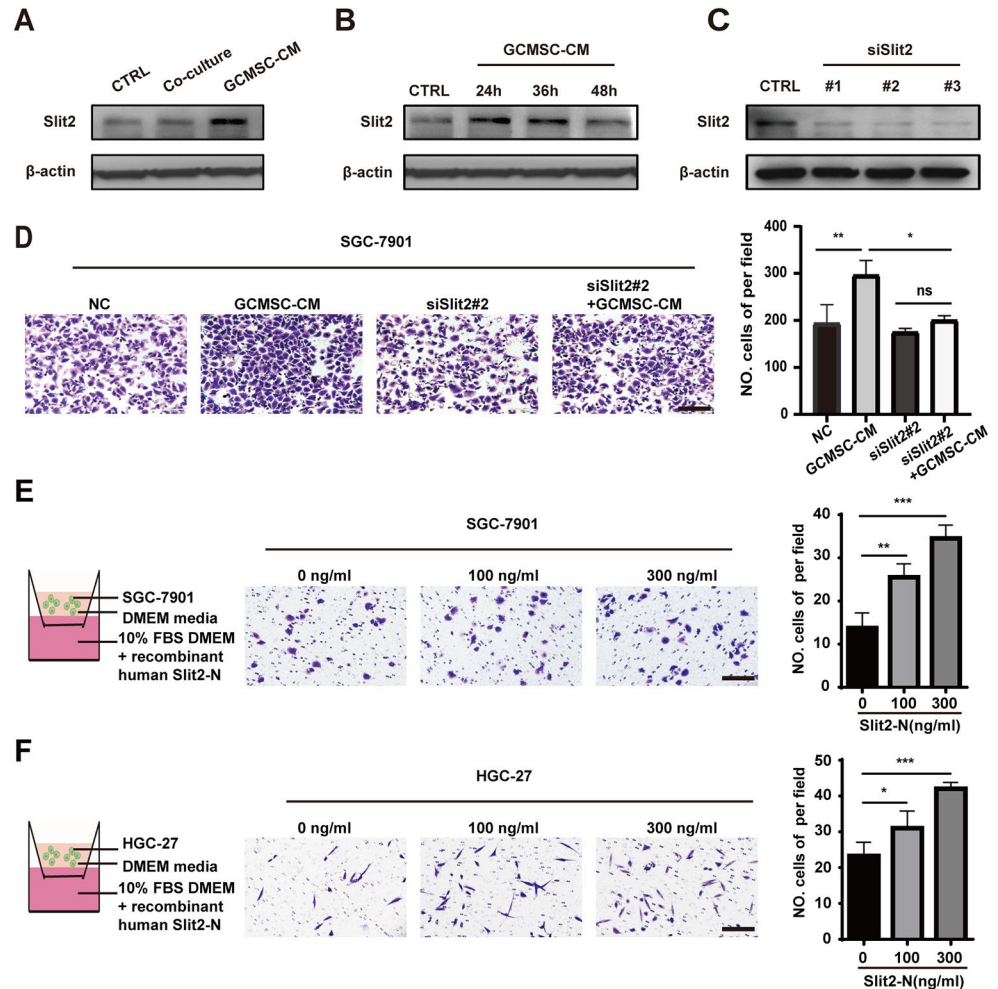 A
CTRL
Co-culture
GCMSC-CM
Slit2
β-actin
B
GCMSC-CM
CTRL 24h 36h 48h
Slit2
β-actin
C
siSlit2
CTRL #1 #2 #3
Slit2
β-actin
D
SGC-7901
NC
GCMSC-CM
siSlit2#2
siSlit2#2
+GCMSC-CM
NO. cells of per field
400
300
200
100
0
** *
ns
NC
GCMSC-CM
siSlit2#2
siSlit2#2
+GCMSC-CM
E
SGC-7901
SGC-7901
DMEM media
10% FBS DMEM
+ recombinant
human Slit2-N
0 ng/ml 100 ng/ml 300 ng/ml
NO. cells of per field
40
30
20
10
0
***
**
0 100 300
Slit2-N(ng/ml)
F
HGC-27
HGC-27
DMEM media
10% FBS DMEM
+ recombinant
human Slit2-N
0 ng/ml 100 ng/ml 300 ng/ml
NO. cells of per field
50
40
30
20
10
0
***
*
0 100 300
Slit2-N(ng/ml)